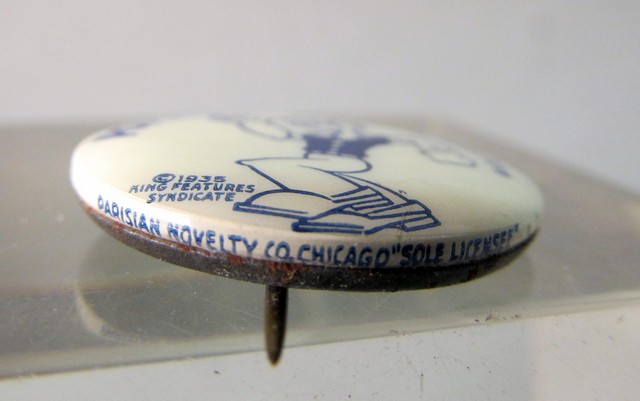 ©1935
KING FEATURES
SYNDICATE
PARISIAN NOVELTY CO. CHICAGO "SOLE LICENSEE"